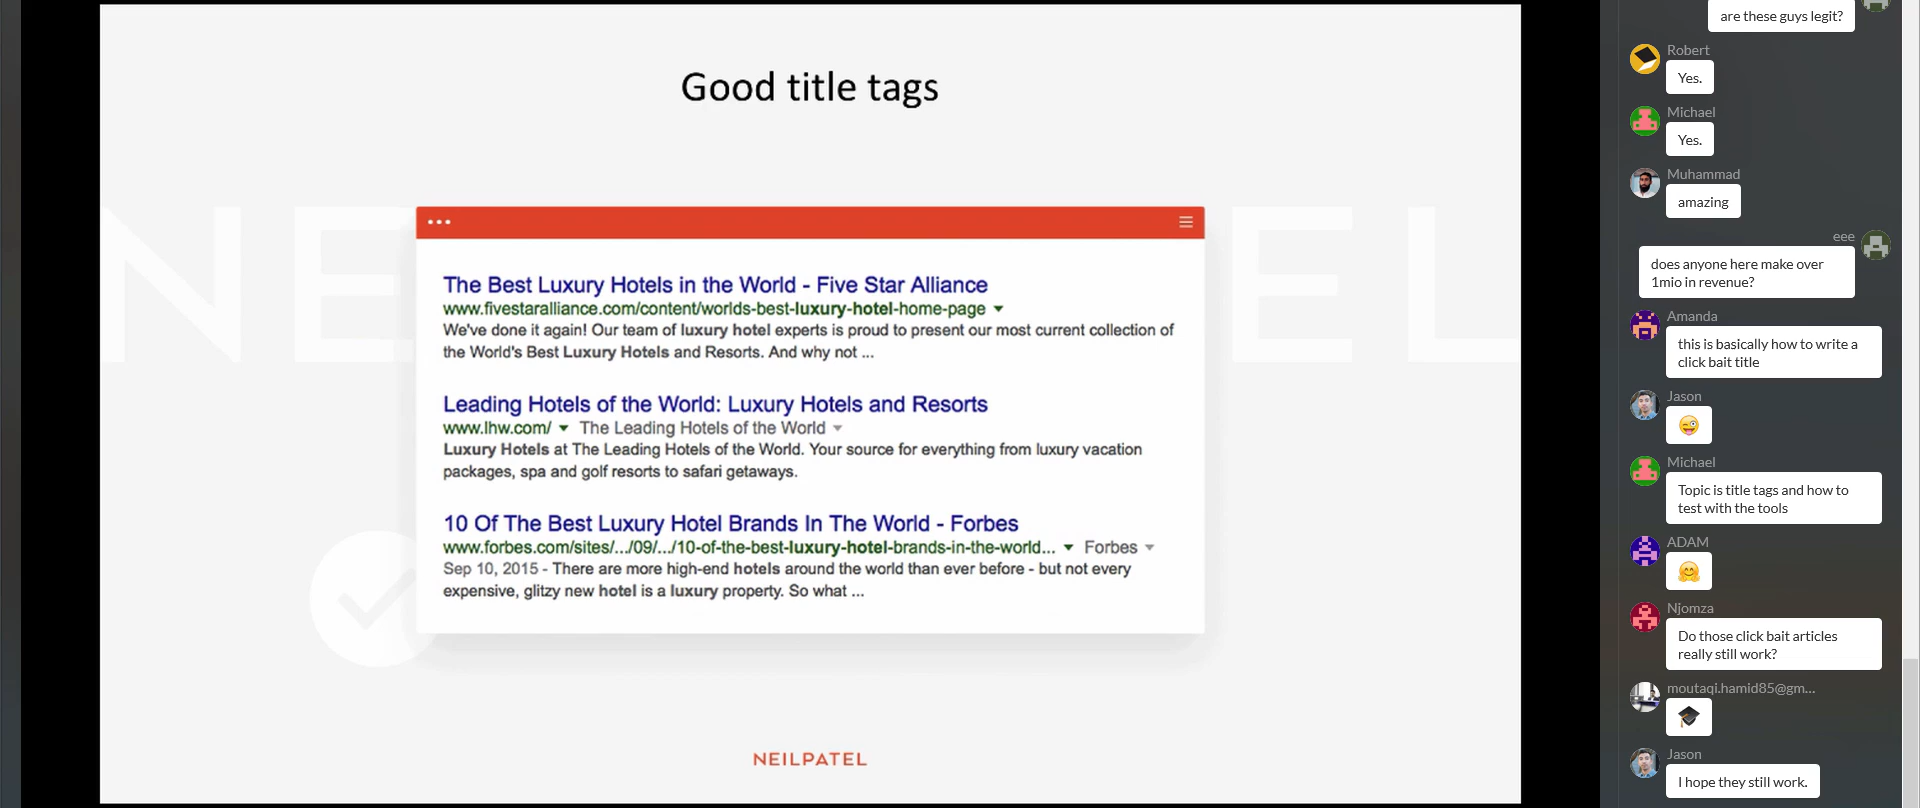 Good title tags
NEIL PATEL
The Best Luxury Hotels in the World - Five Star Alliance
www.fivestaralliance.com/content/worlds-best-luxury-hotel-home-page
We've done it again! Our team of luxury hotel experts is proud to present our most current collection of
the World's Best Luxury Hotels and Resorts. And why not ...
Leading Hotels of the World: Luxury Hotels and Resorts
www.lhw.com/ The Leading Hotels of the World
Luxury Hotels at The Leading Hotels of the World. Your source for everything from luxury vacation
packages, spa and golf resorts to safari getaways.
10 Of The Best Luxury Hotel Brands In The World - Forbes
www.forbes.com/sites/.../09/.../10-of-the-best-luxury-hotel-brands-in-the-world... Forbes
Sep 10, 2015 - There are more high-end hotels around the world than ever before - but not every
expensive, glitzy new hotel is a luxury property. So what ...
NEILPATEL
are these guys legit?
Robert
Yes.
Michael
Yes.
Muhammad
amazing
eee
does anyone here make over
1mio in revenue?
Amanda
this is basically how to write a
click bait title
Jason
😜
Michael
Topic is title tags and how to
test with the tools
ADAM
🤗
Njomza
Do those click bait articles
really still work?
moutaqi.hamid85@gm...
🎓
Jason
I hope they still work.